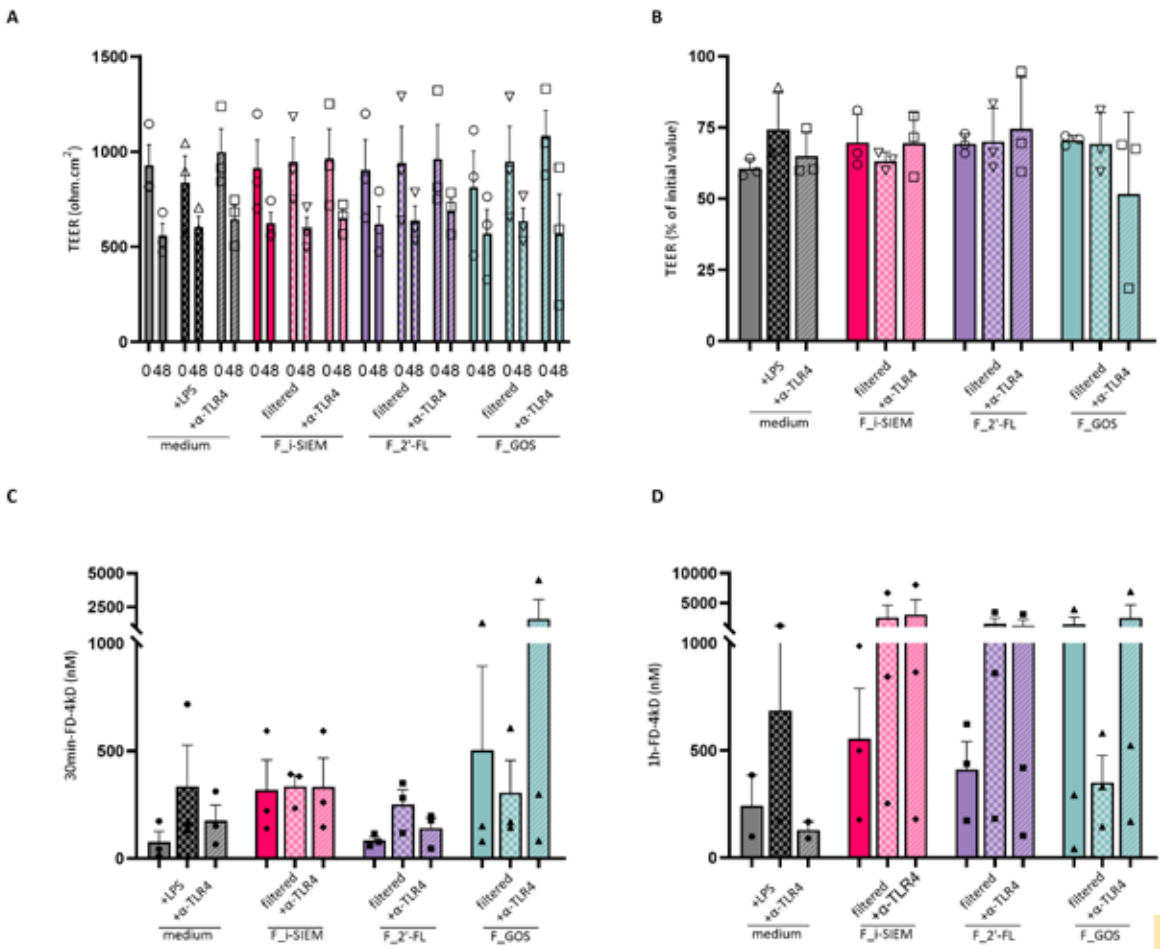 A
B
1500
1000
500
0
TEER (ohm.cm²)
0 48 0 48 0 48 0 48 0 48 0 48 0 48 0 48 0 48 0 48 0 48 0 48
+LPS
+α-TLR4
filtered
+α-TLR4
filtered
+α-TLR4
filtered
+α-TLR4
medium
F_i-SIEM
F_2'-FL
F_GOS
100
75
50
25
0
TEER (% of initial value)
+LPS
+α-TLR4
filtered
+α-TLR4
filtered
+α-TLR4
filtered
+α-TLR4
medium
F_i-SIEM
F_2'-FL
F_GOS
C
D
5000
2500
1000
500
0
30min-FD-4kD (nM)
+LPS
+α-TLR4
filtered
+α-TLR4
filtered
+α-TLR4
filtered
+α-TLR4
medium
F_i-SIEM
F_2'-FL
F_GOS
10000
5000
1000
500
0
1h-FD-4kD (nM)
+LPS
+α-TLR4
filtered
+α-TLR4
filtered
+α-TLR4
filtered
+α-TLR4
medium
F_i-SIEM
F_2'-FL
F_GOS